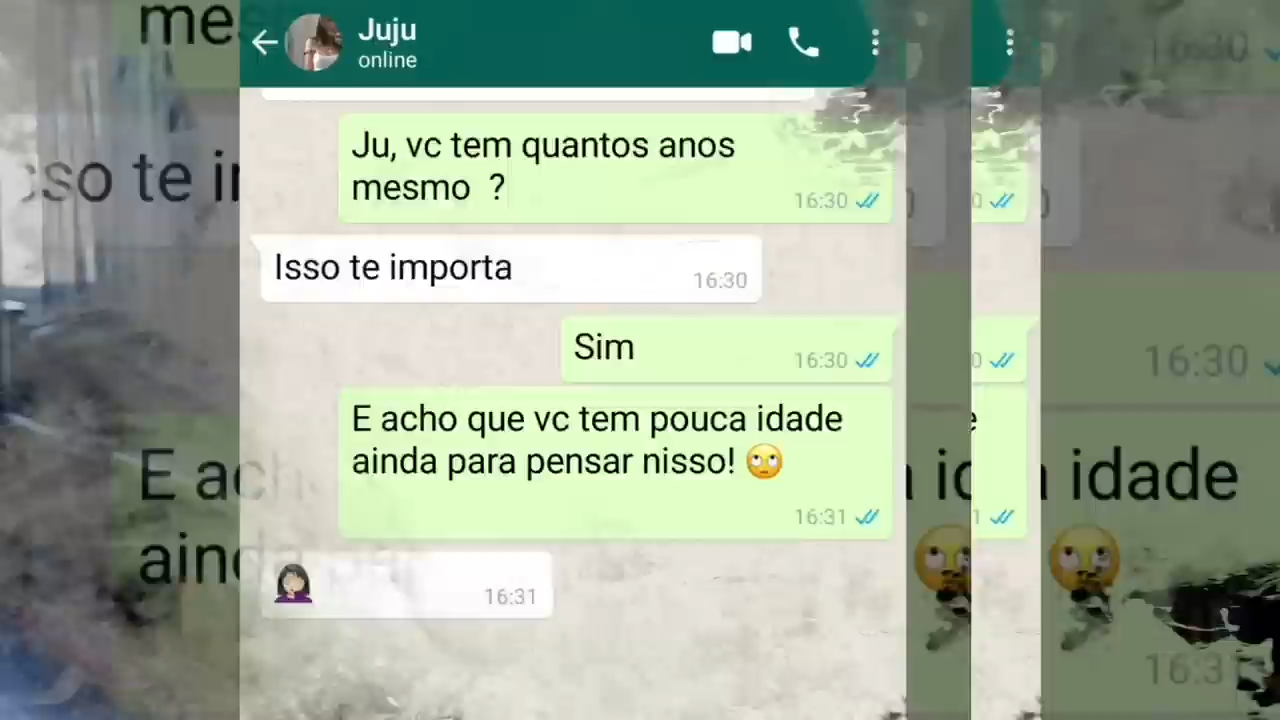 Juju
online
Ju, vc tem quantos anos
mesmo ?
16:30
Isso te importa
16:30
Sim
16:30
E acho que vc tem pouca idade
ainda para pensar nisso! 🙄
16:31
🤦🏻‍♀️
16:31